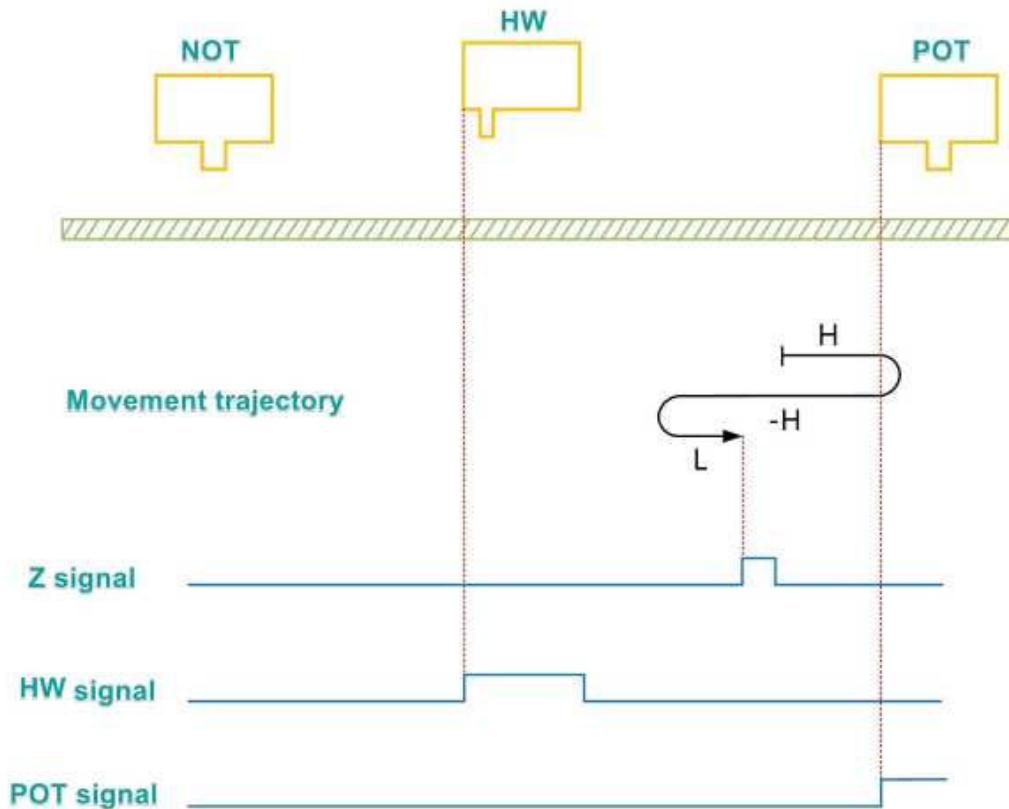 HW
NOT
POT
H
Movement trajectory
-H
L
Z signal
HW signal
POT signal